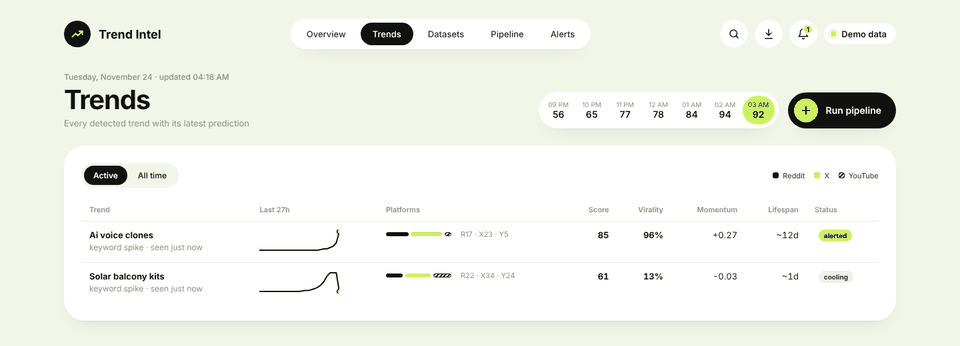 Trend Intel
Overview Trends Datasets Pipeline Alerts
1
Demo data
Tuesday, November 24 · updated 04:18 AM
Trends
Every detected trend with its latest prediction
09 PM 10 PM 11 PM 12 AM 01 AM 02 AM 03 AM
56 65 77 78 84 94 92
Run pipeline
Active All time
Reddit X YouTube
Trend Last 27h Platforms Score Virality Momentum Lifespan Status
Ai voice clones R17 · X23 · Y5 85 96% +0.27 ~12d alerted
keyword spike · seen just now
Solar balcony kits R22 · X34 · Y24 61 13% -0.03 ~1d cooling
keyword spike · seen just now